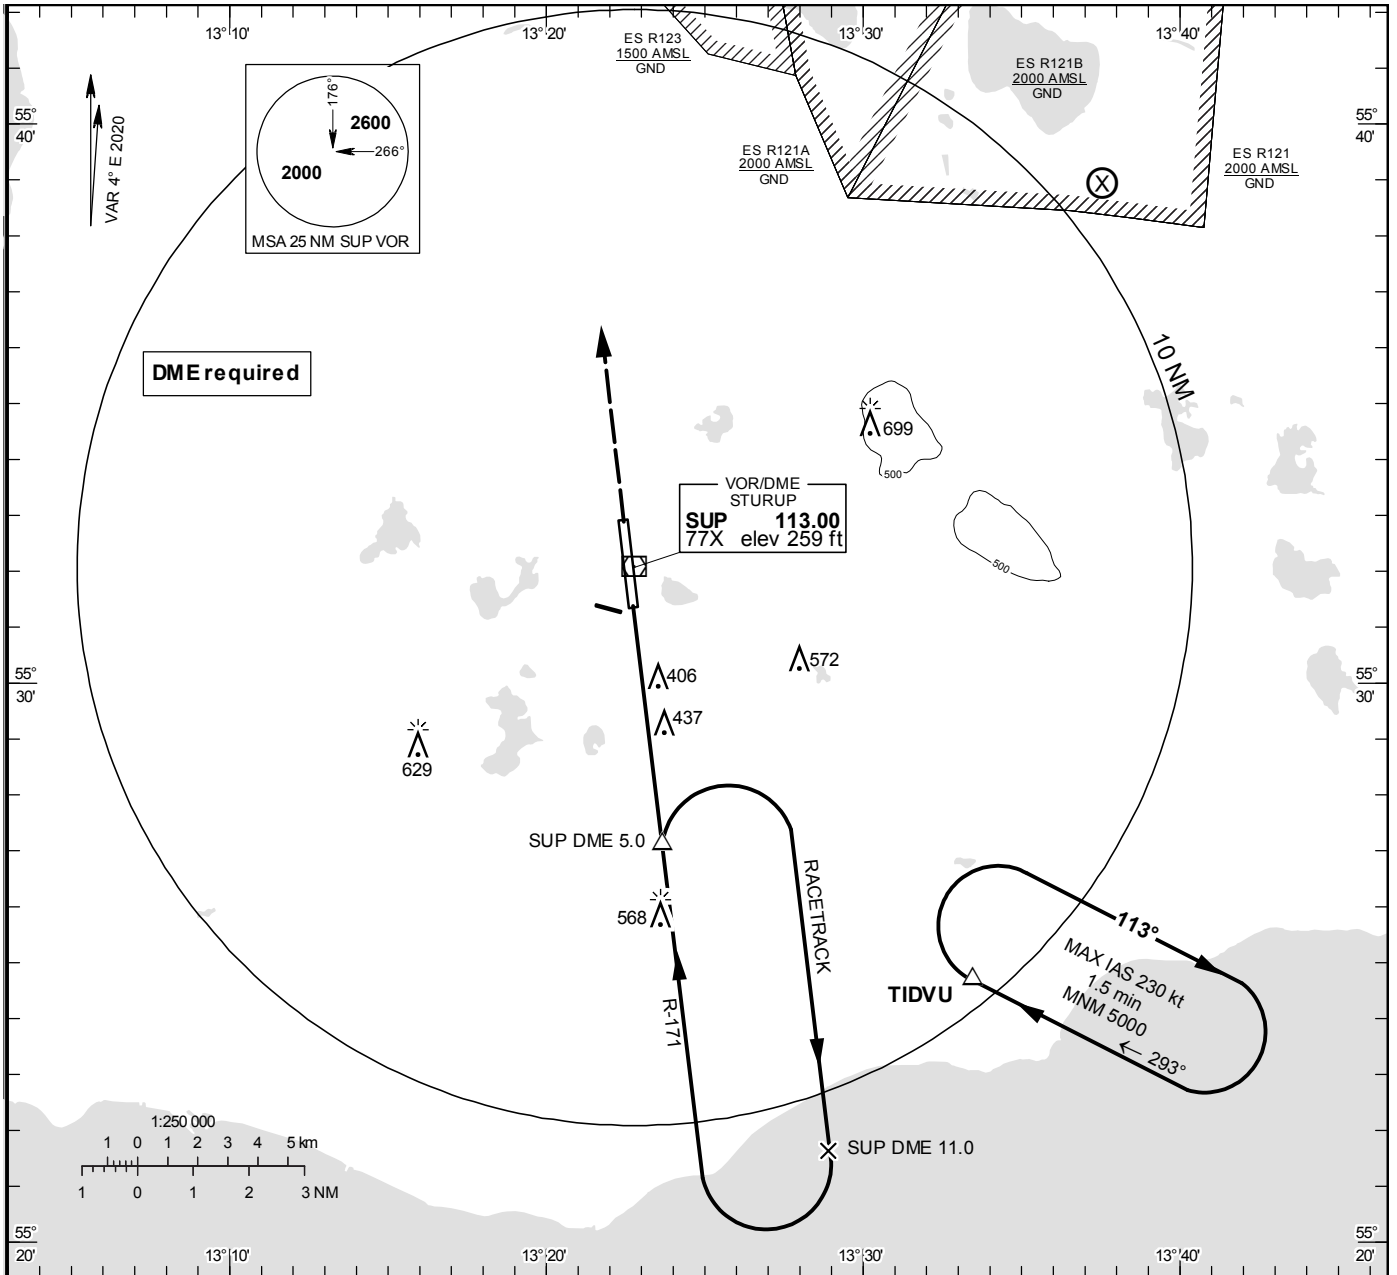 13°10'
13°20'
13°30'
13°40'
ES R123
1500 AMSL
GND
ES R121B
2000 AMSL
GND
55°
40'
55°
40'
VAR 4° E 2020
176°
2600
266°
2000
MSA 25 NM SUP VOR
ES R121A
2000 AMSL
GND
ES R121
2000 AMSL
GND
X
DME required
10 NM
699
500
VOR/DME
STURUP
SUP 113.00
77X elev 259 ft
500
572
406
437
55°
30'
55°
30'
629
SUP DME 5.0
RACETRACK
568
R-171
113°
MAX IAS 230 kt
1.5 min
MNM 5000
← 293°
TIDVU
SUP DME 11.0
1:250 000
1 0 1 2 3 4 5 km
1 0 1 2 3 NM
55°
20'
13°10'
13°20'
13°30'
13°40'
55°
20'